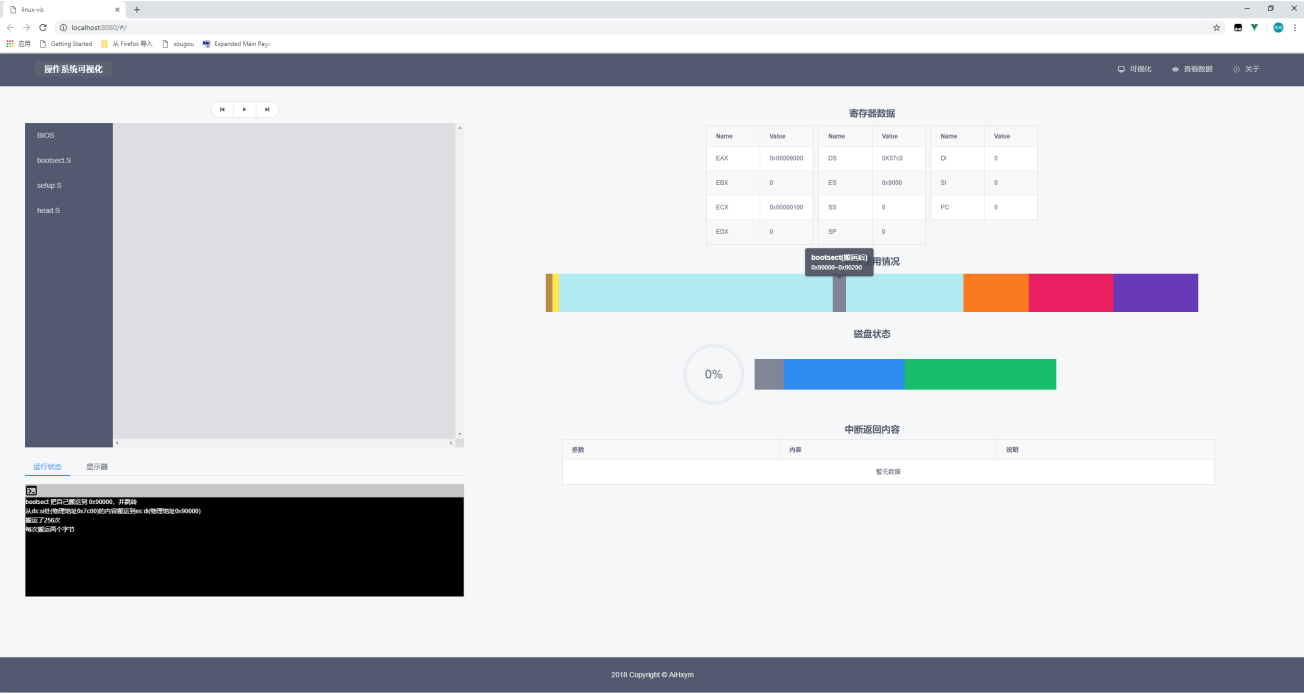 linux-vis
localhost:8080/#/
应用 Getting Started 从 Firefox 导入 sougou Expanded Main Page
操作系统可视化 可视化 查看数据 关于
BIOS
bootsect.S
setup.S
head.S
运行状态 显示器
bootsect 把自己搬运到 0x90000，并跳转
从ds:si处(物理地址0x7c00)的内容搬运到es:di(物理地址0x90000)
搬运了256次
每次搬运两个字节
寄存器数据
Name Value Name Value Name Value
EAX 0x00009000 DS 0X07c0 DI 0
EBX 0 ES 0x9000 SI 0
ECX 0x00000100 SS 0 PC 0
EDX 0 SP 0
bootsect(搬运后)
0x90000~0x90200
用情况
磁盘状态
0%
中断返回内容
参数 内容 说明
暂无数据
2018 Copyright © AiHxym